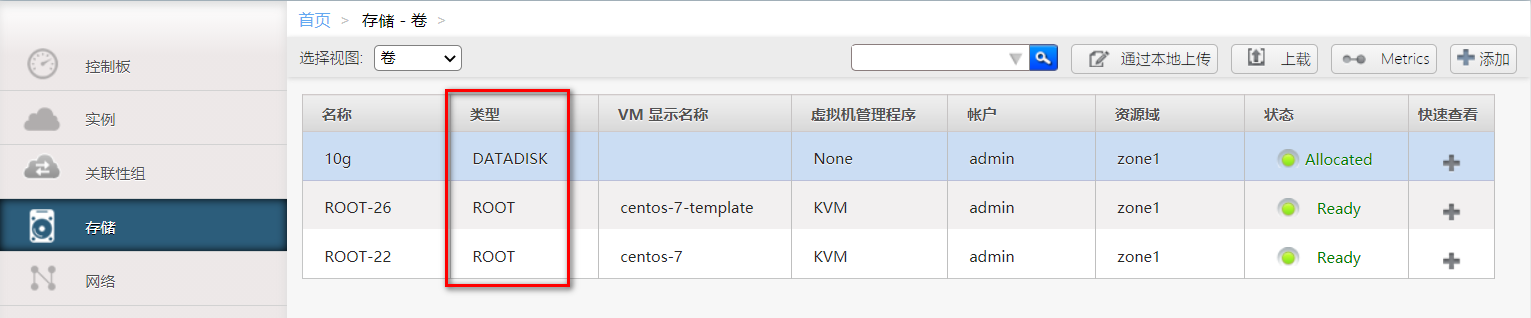 首页 > 存储 - 卷 >
选择视图: 卷 通过本地上传 上载 Metrics 添加
控制板
实例
关联性组
存储
网络
名称 类型 VM 显示名称 虚拟机管理程序 帐户 资源域 状态 快速查看
10g DATADISK None admin zone1 Allocated
ROOT-26 ROOT centos-7-template KVM admin zone1 Ready
ROOT-22 ROOT centos-7 KVM admin zone1 Ready